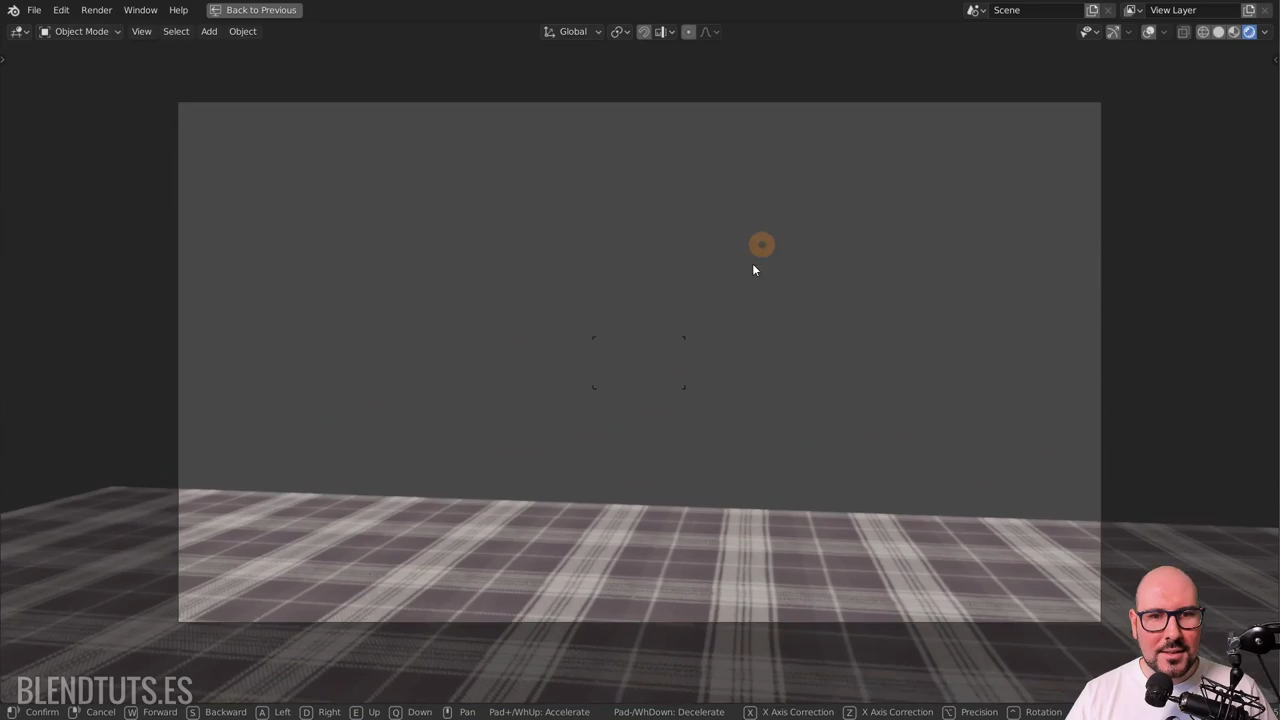 File Edit Render Window Help Back to Previous Scene View Layer
Object Mode View Select Add Object Global
BLENDTUTS.ES
Confirm Cancel W Forward S Backward A Left D Right E Up Q Down Pan Pad+/WhUp: Accelerate Pad-/WhDown: Decelerate X X Axis Correction Z X Axis Correction Precision Rotation